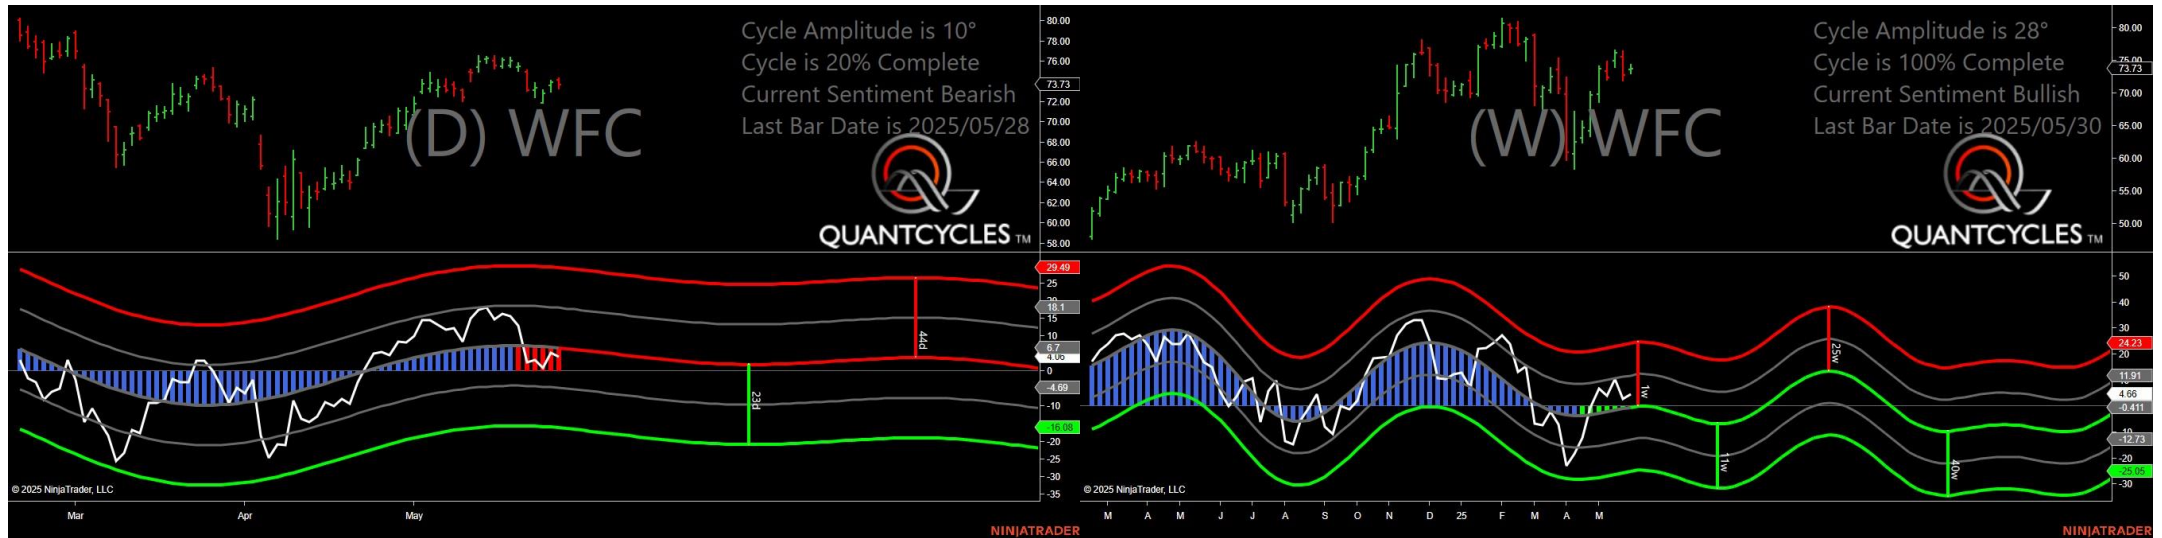 Cycle Amplitude is 10°
Cycle is 20% Complete
Current Sentiment Bearish
Last Bar Date is 2025/05/28
(D) WFC
QUANTCYCLES TM
80.00
78.00
76.00
73.73
72.00
70.00
68.00
66.00
64.00
62.00
60.00
58.00
29.49
25
18.1
15
10
6.7
4.06
0
-4.69
-10
-16.08
-20
-25
-30
-35
44d
23d
© 2025 NinjaTrader, LLC
Mar
Apr
May
NINJATRADER
Cycle Amplitude is 28°
Cycle is 100% Complete
Current Sentiment Bullish
Last Bar Date is 2025/05/30
(W) WFC
QUANTCYCLES TM
80.00
75.00
73.73
70.00
65.00
60.00
55.00
50.00
50
40
30
24.23
20
11.91
4.66
-0.411
-12.73
-20
-25.05
-30
1w
11w
25w
40w
© 2025 NinjaTrader, LLC
M A M J J A S O N D 25 F M A M
NINJATRADER